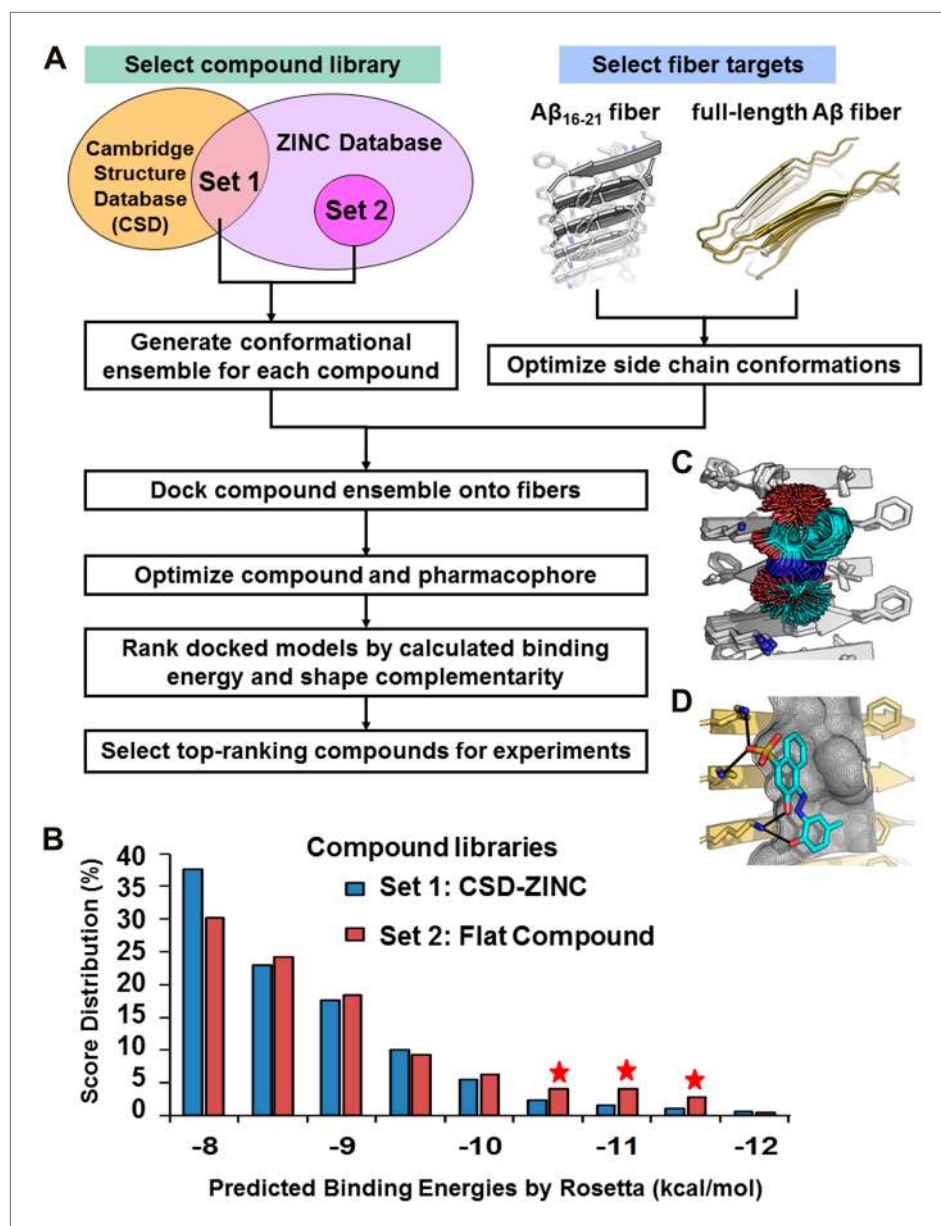 A
Select compound library
Select fiber targets
Cambridge
Structure
Database
(CSD)
Set 1
ZINC Database
Set 2
Aβ16-21 fiber
full-length Aβ fiber
Generate conformational
ensemble for each compound
Optimize side chain conformations
Dock compound ensemble onto fibers
Optimize compound and pharmacophore
Rank docked models by calculated binding
energy and shape complementarity
Select top-ranking compounds for experiments
C
D
B
Score Distribution (%)
40
35
30
25
20
15
10
5
0
Compound libraries
Set 1: CSD-ZINC
Set 2: Flat Compound
-8
-9
-10
-11
-12
Predicted Binding Energies by Rosetta (kcal/mol)